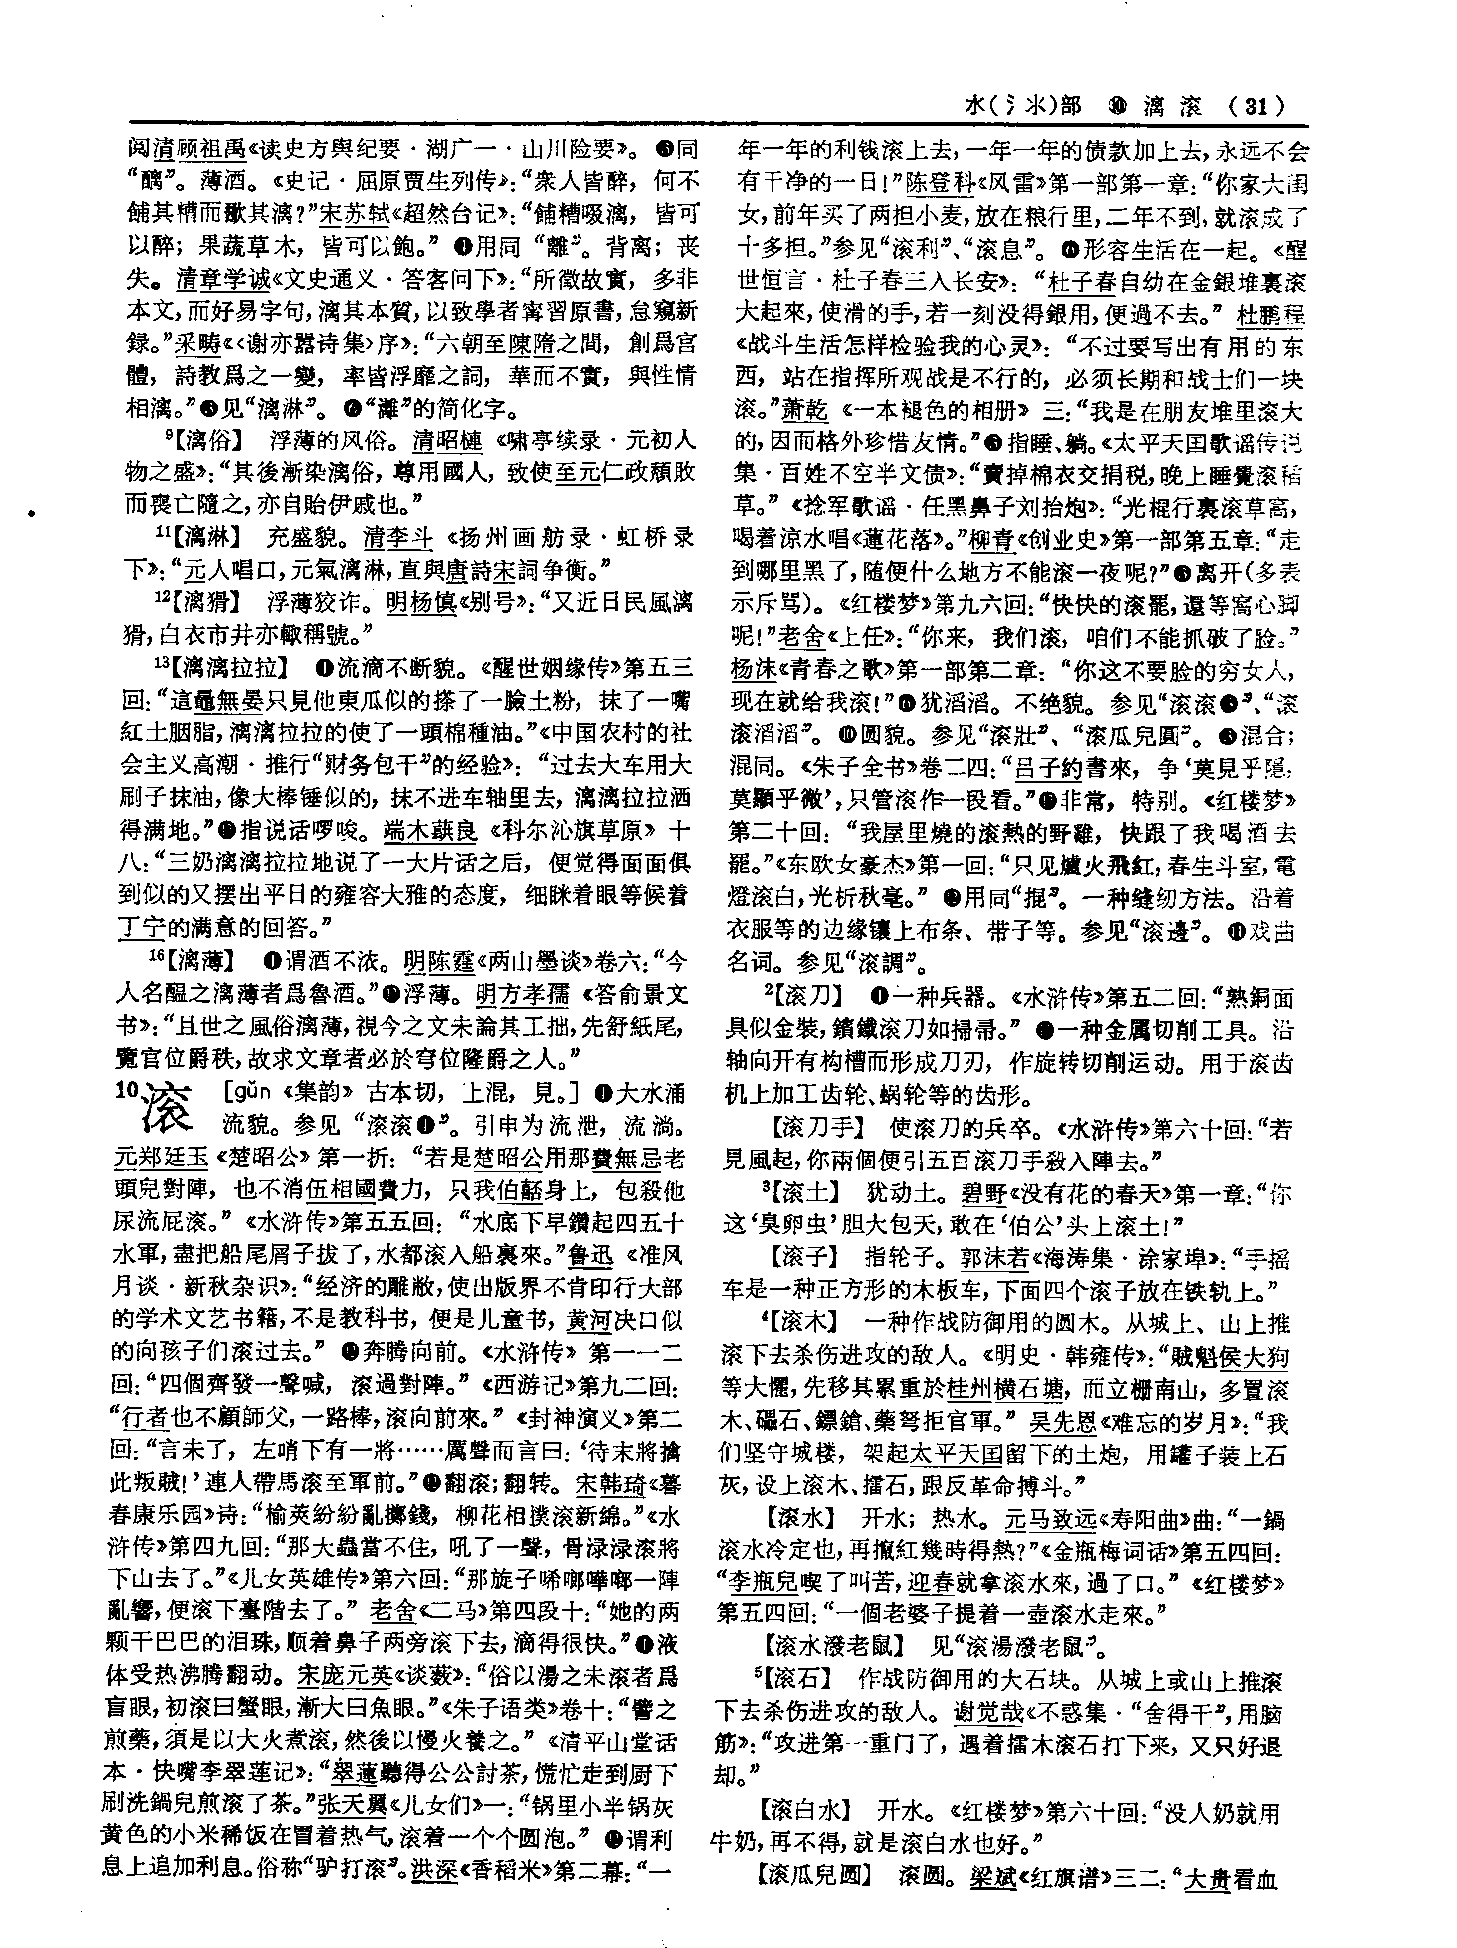 水(氵氺)部 ⑩ 漓滚 (31)
阅清顾祖禹《读史方舆纪要·湖广一·山川险要》。 ❸同
“醨”。薄酒。《史记·屈原贾生列传》：“衆人皆醉，何不
餔其糟而歠其漓？”宋苏轼《超然台记》：“餔糟啜漓，皆可
以醉；果蔬草木，皆可以飽。” ❹用同“離”。背离；丧
失。清章学诚《文史通义·答客问下》：“所徵故實，多非
本文，而好易字句，漓其本質，以致學者寗習原書，怠窺新
録。”采畴《〈谢亦嚣诗集〉序》：“六朝至陳隋之間，創爲宫
體，詩教爲之一變，率皆浮靡之詞，華而不實，與性情
相漓。”❺见“漓淋”。 ❻“灕”的简化字。
⁹【漓俗】 浮薄的风俗。清昭槤《啸亭续录·元初人
物之盛》：“其後漸染漓俗，尊用國人，致使至元仁政頹敗
而喪亡隨之，亦自貽伊戚也。”
¹¹【漓淋】 充盛貌。清李斗《扬州画舫录·虹桥录
下》：“元人唱口，元氣漓淋，直與唐詩宋詞争衡。”
¹²【漓猾】 浮薄狡诈。明杨慎《别号》：“又近日民風漓
猾，白衣市井亦輙稱號。”
¹³【漓漓拉拉】 ❶流滴不断貌。《醒世姻缘传》第五三
回：“這龜無晏只見他東瓜似的搽了一臉土粉，抹了一嘴
紅土胭脂，漓漓拉拉的使了一頭棉種油。”《中国农村的社
会主义高潮·推行“财务包干”的经验》：“过去大车用大
刷子抹油，像大棒锤似的，抹不进车轴里去，漓漓拉拉洒
得满地。”❷指说话啰唆。端木蕻良《科尔沁旗草原》十
八：“三奶漓漓拉拉地说了一大片话之后，便觉得面面俱
到似的又摆出平日的雍容大雅的态度，细眯着眼等候着
丁宁的满意的回答。”
¹⁶【漓薄】 ❶谓酒不浓。明陈霆《两山墨谈》卷六：“今
人名醖之漓薄者爲魯酒。”❷浮薄。明方孝孺《答俞景文
书》：“且世之風俗漓薄，視今之文未論其工拙，先舒紙尾，
覽官位爵秩，故求文章者必於穹位隆爵之人。”
¹⁰滚 [gǔn《集韵》古本切，上混，見。] ❶大水涌
流貌。参见“滚滚❶”。引申为流泄，流淌。
元郑廷玉《楚昭公》第一折：“若是楚昭公用那費無忌老
頭兒對陣，也不消伍相國費力，只我伯嚭身上，包殺他
尿流屁滚。”《水浒传》第五五回：“水底下早鑽起四五十
水軍，盡把船尾屑子拔了，水都滚入船裏來。”鲁迅《准风
月谈·新秋杂识》：“经济的雕敝，使出版界不肯印行大部
的学术文艺书籍，不是教科书，便是儿童书，黄河决口似
的向孩子们滚过去。” ❷奔腾向前。《水浒传》第一一二
回：“四個齊發一聲喊，滚過對陣。”《西游记》第九二回：
“行者也不顧師父，一路棒，滚向前來。”《封神演义》第二
回：“言未了，左哨下有一將……厲聲而言曰：‘待末將擒
此叛賊！’連人帶馬滚至軍前。”❸翻滚；翻转。宋韩琦《暮
春康乐园》诗：“榆莢紛紛亂擲錢，柳花相撲滚新綿。”《水
浒传》第四九回：“那大蟲當不住，吼了一聲，骨渌渌滚將
下山去了。”《儿女英雄传》第六回：“那旋子唏啷嘩啷一陣
亂響，便滚下臺階去了。”老舍《二马》第四段十：“她的两
颗干巴巴的泪珠，顺着鼻子两旁滚下去，滴得很快。”❹液
体受热沸腾翻动。宋庞元英《谈薮》：“俗以湯之未滚者爲
盲眼，初滚曰蟹眼，漸大曰魚眼。”《朱子语类》卷十：“譬之
煎藥，須是以大火煮滚，然後以慢火養之。”《清平山堂话
本·快嘴李翠莲记》：“翠蓮聽得公公討茶，慌忙走到厨下
刷洗鍋兒煎滚了茶。”张天翼《儿女们》一：“锅里小半锅灰
黄色的小米稀饭在冒着热气，滚着一个个圆泡。” ❺谓利
息上追加利息。俗称“驴打滚”。洪深《香稻米》第二幕：“一
年一年的利钱滚上去，一年一年的债款加上去，永远不会
有干净的一日！”陈登科《风雷》第一部第一章：“你家大闺
女，前年买了两担小麦，放在粮行里，二年不到，就滚成了
十多担。”参见“滚利”、“滚息”。 ❻形容生活在一起。《醒
世恒言·杜子春三入长安》：“杜子春自幼在金銀堆裏滚
大起來，使滑的手，若一刻没得銀用，便過不去。”杜鹏程
《战斗生活怎样检验我的心灵》：“不过要写出有用的东
西，站在指挥所观战是不行的，必须长期和战士们一块
滚。”萧乾《一本褪色的相册》三：“我是在朋友堆里滚大
的，因而格外珍惜友情。”❼指睡、躺。《太平天国歌谣传说
集·百姓不空半文债》：“賣掉棉衣交捐税，晚上睡覺滚稻
草。”《捻军歌谣·任黑鼻子刘抬炮》：“光棍行裏滚草窩，
喝着涼水唱《蓮花落》。”柳青《创业史》第一部第五章：“走
到哪里黑了，随便什么地方不能滚一夜呢？”❽离开（多表
示斥骂）。《红楼梦》第九六回：“快快的滚罷，還等窩心脚
呢！”老舍《上任》：“你来，我们滚，咱们不能抓破了脸。”
杨沫《青春之歌》第一部第二章：“你这不要脸的穷女人，
现在就给我滚！”❾犹滔滔。不绝貌。参见“滚滚❸”、“滚
滚滔滔”。 ❿圆貌。参见“滚壯”、“滚瓜兒圓”。 ⓫混合；
混同。《朱子全书》卷二四：“吕子約書來，争‘莫見乎隱，
莫顯乎微’，只管滚作一段看。”⓬非常，特别。《红楼梦》
第二十回：“我屋里燒的滚熱的野雞，快跟了我喝酒去
罷。”《东欧女豪杰》第一回：“只见爐火飛紅，春生斗室，電
燈滚白，光析秋毫。” ⓭用同“掍”。一种缝纫方法。沿着
衣服等的边缘镶上布条、带子等。参见“滚邊”。 ⓮戏曲
名词。参见“滚調”。
²【滚刀】 ❶一种兵器。《水浒传》第五二回：“熟銅面
具似金裝，鑌鐵滚刀如掃帚。” ❷一种金属切削工具。沿
轴向开有构槽而形成刀刃，作旋转切削运动。用于滚齿
机上加工齿轮、蜗轮等的齿形。
【滚刀手】 使滚刀的兵卒。《水浒传》第六十回：“若
見風起，你兩個便引五百滚刀手殺入陣去。”
³【滚土】 犹动土。碧野《没有花的春天》第一章：“你
这‘臭卵虫’胆大包天，敢在‘伯公’头上滚土！”
【滚子】 指轮子。郭沫若《海涛集·涂家埠》：“手摇
车是一种正方形的木板车，下面四个滚子放在铁轨上。”
⁴【滚木】 一种作战防御用的圆木。从城上、山上推
滚下去杀伤进攻的敌人。《明史·韩雍传》：“賊魁侯大狗
等大懼，先移其累重於桂州横石塘，而立栅南山，多置滚
木、礌石、鏢鎗、藥弩拒官軍。” 吴先恩《难忘的岁月》：“我
们坚守城楼，架起太平天国留下的土炮，用罐子装上石
灰，设上滚木、擂石，跟反革命搏斗。”
【滚水】 开水；热水。元马致远《寿阳曲》曲：“一鍋
滚水冷定也，再攛紅幾時得熱？”《金瓶梅词话》第五四回：
“李瓶兒喫了叫苦，迎春就拿滚水來，過了口。”《红楼梦》
第五四回：“一個老婆子提着一壺滚水走來。”
【滚水潑老鼠】 见“滚湯潑老鼠”。
⁵【滚石】 作战防御用的大石块。从城上或山上推滚
下去杀伤进攻的敌人。谢觉哉《不惑集·“舍得干”，用脑
筋》：“攻进第一重门了，遇着擂木滚石打下来，又只好退
却。”
【滚白水】 开水。《红楼梦》第六十回：“没人奶就用
牛奶，再不得，就是滚白水也好。”
【滚瓜兒圆】 滚圆。梁斌《红旗谱》三二：“大贵看血